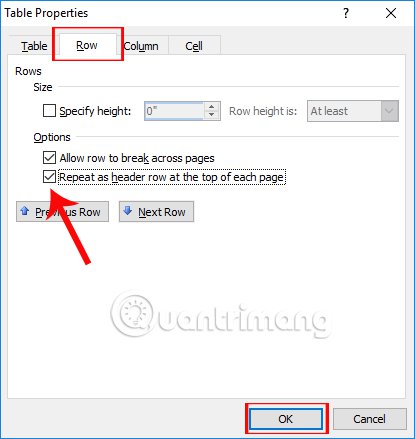 Table Properties
Table Row Column Cell
Rows
Size
Specify height: 0" Row height is: At least
Options
Allow row to break across pages
Repeat as header row at the top of each page
Previous Row Next Row
Quantrimang
OK Cancel